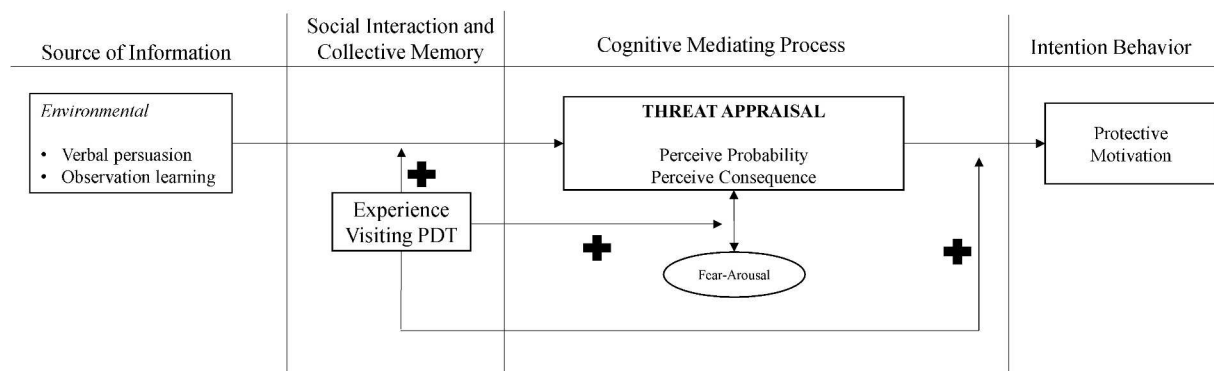 Source of Information
Social Interaction and
Collective Memory
Cognitive Mediating Process
Intention Behavior
Environmental
• Verbal persuasion
• Observation learning
THREAT APPRAISAL
Perceive Probability
Perceive Consequence
Protective
Motivation
Experience
Visiting PDT
Fear-Arousal